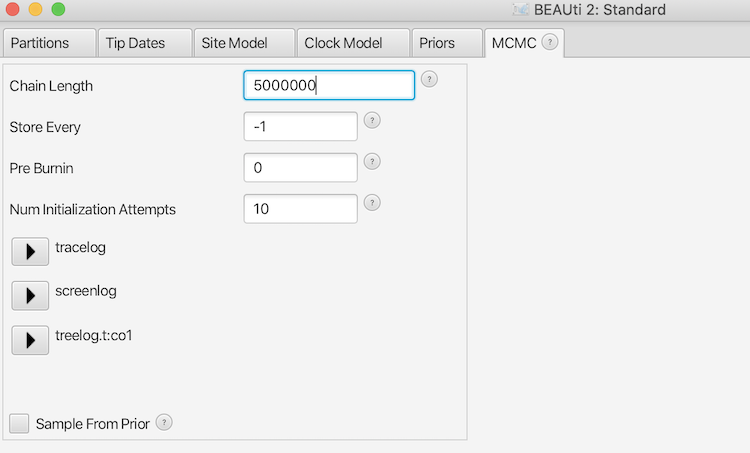 BEAUti 2: Standard
Partitions Tip Dates Site Model Clock Model Priors MCMC ?
Chain Length 5000000 ?
Store Every -1 ?
Pre Burnin 0 ?
Num Initialization Attempts 10 ?
tracelog
screenlog
treelog.t:co1
Sample From Prior ?